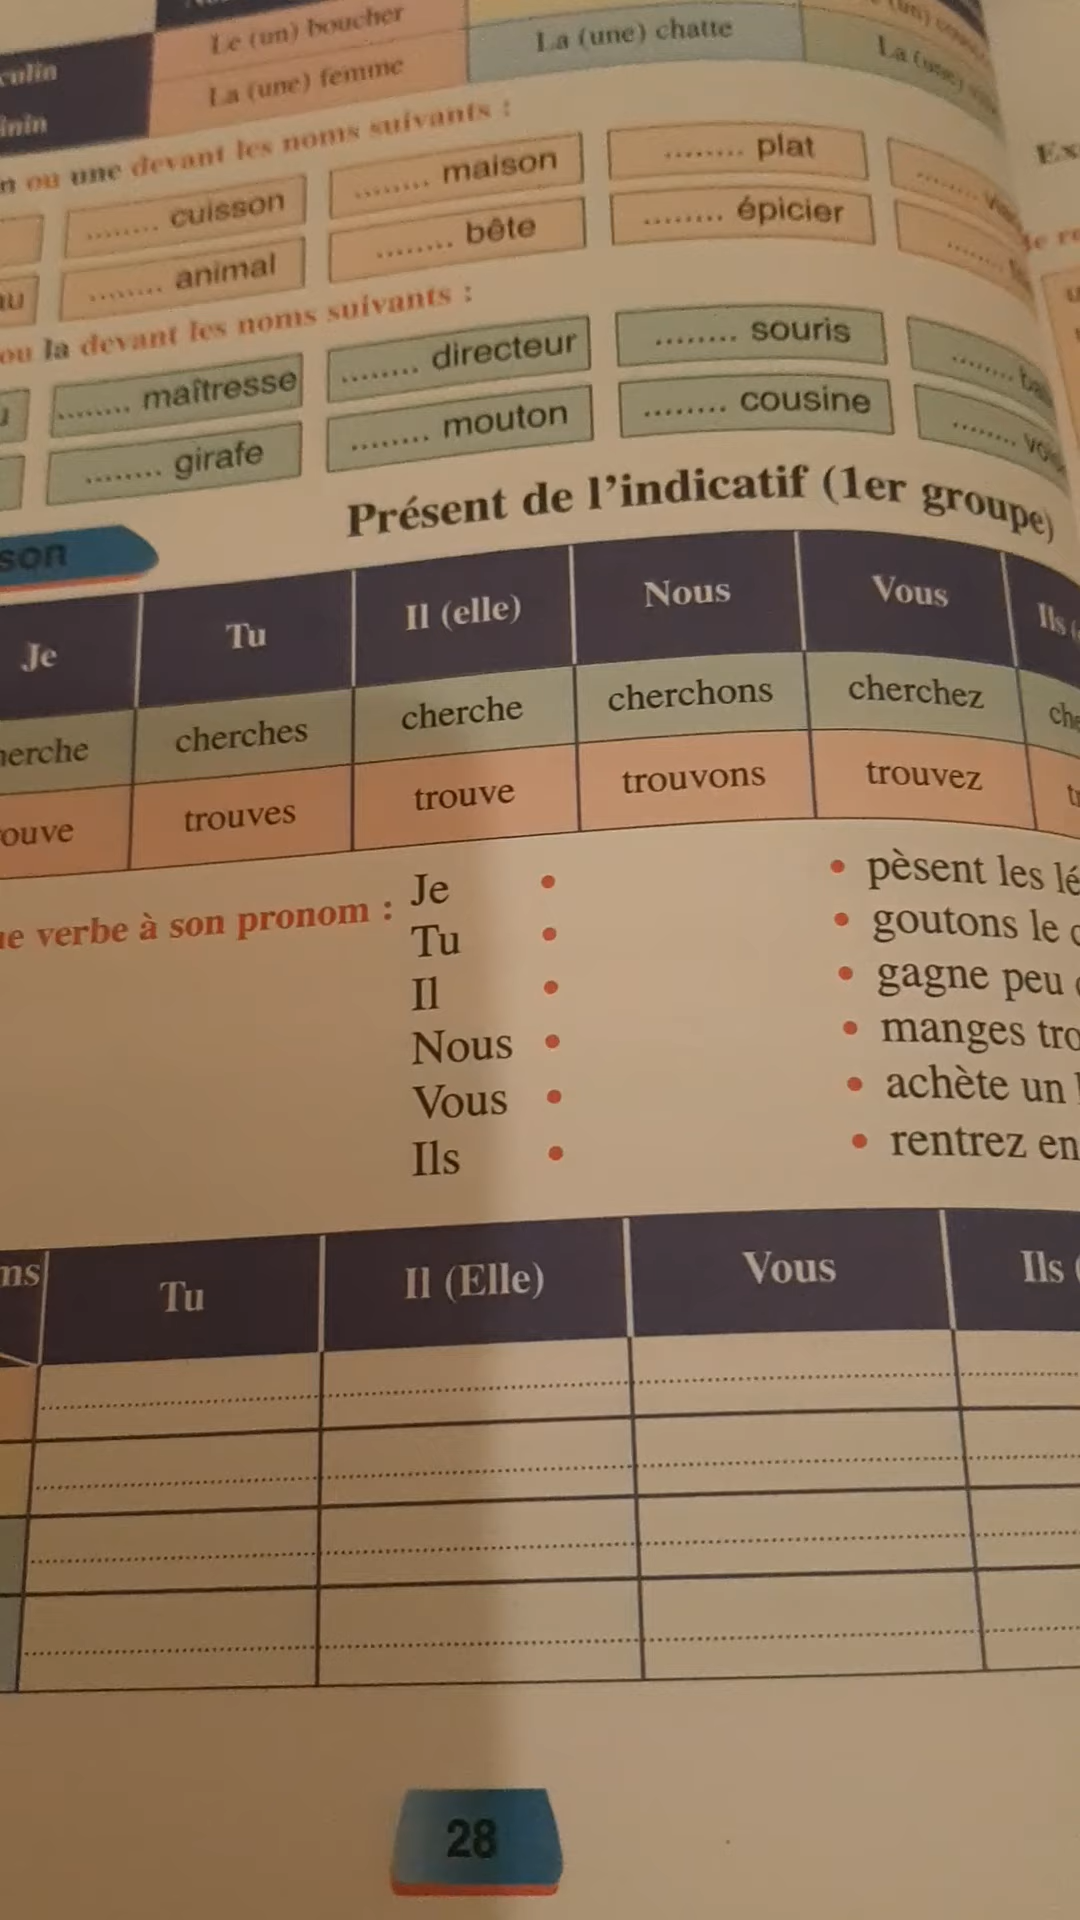 Le (un) boucher
La (une) chatte
La (une) femme
ou une devant les noms suivants :
........ cuisson ........ maison ........ plat
........ animal ........ bête ........ épicier
ou la devant les noms suivants :
........ maîtresse ........ directeur ........ souris
........ girafe ........ mouton ........ cousine
Présent de l'indicatif (1er groupe)
Je Tu Il (elle) Nous Vous Ils
cherches cherche cherchons cherchez
trouves trouve trouvons trouvez
verbe à son pronom :
Je • • pèsent les
Tu • • goutons le
Il • • gagne peu
Nous • • manges
Vous • • achète un
Ils • • rentrez en
Tu Il (Elle) Vous Ils
28